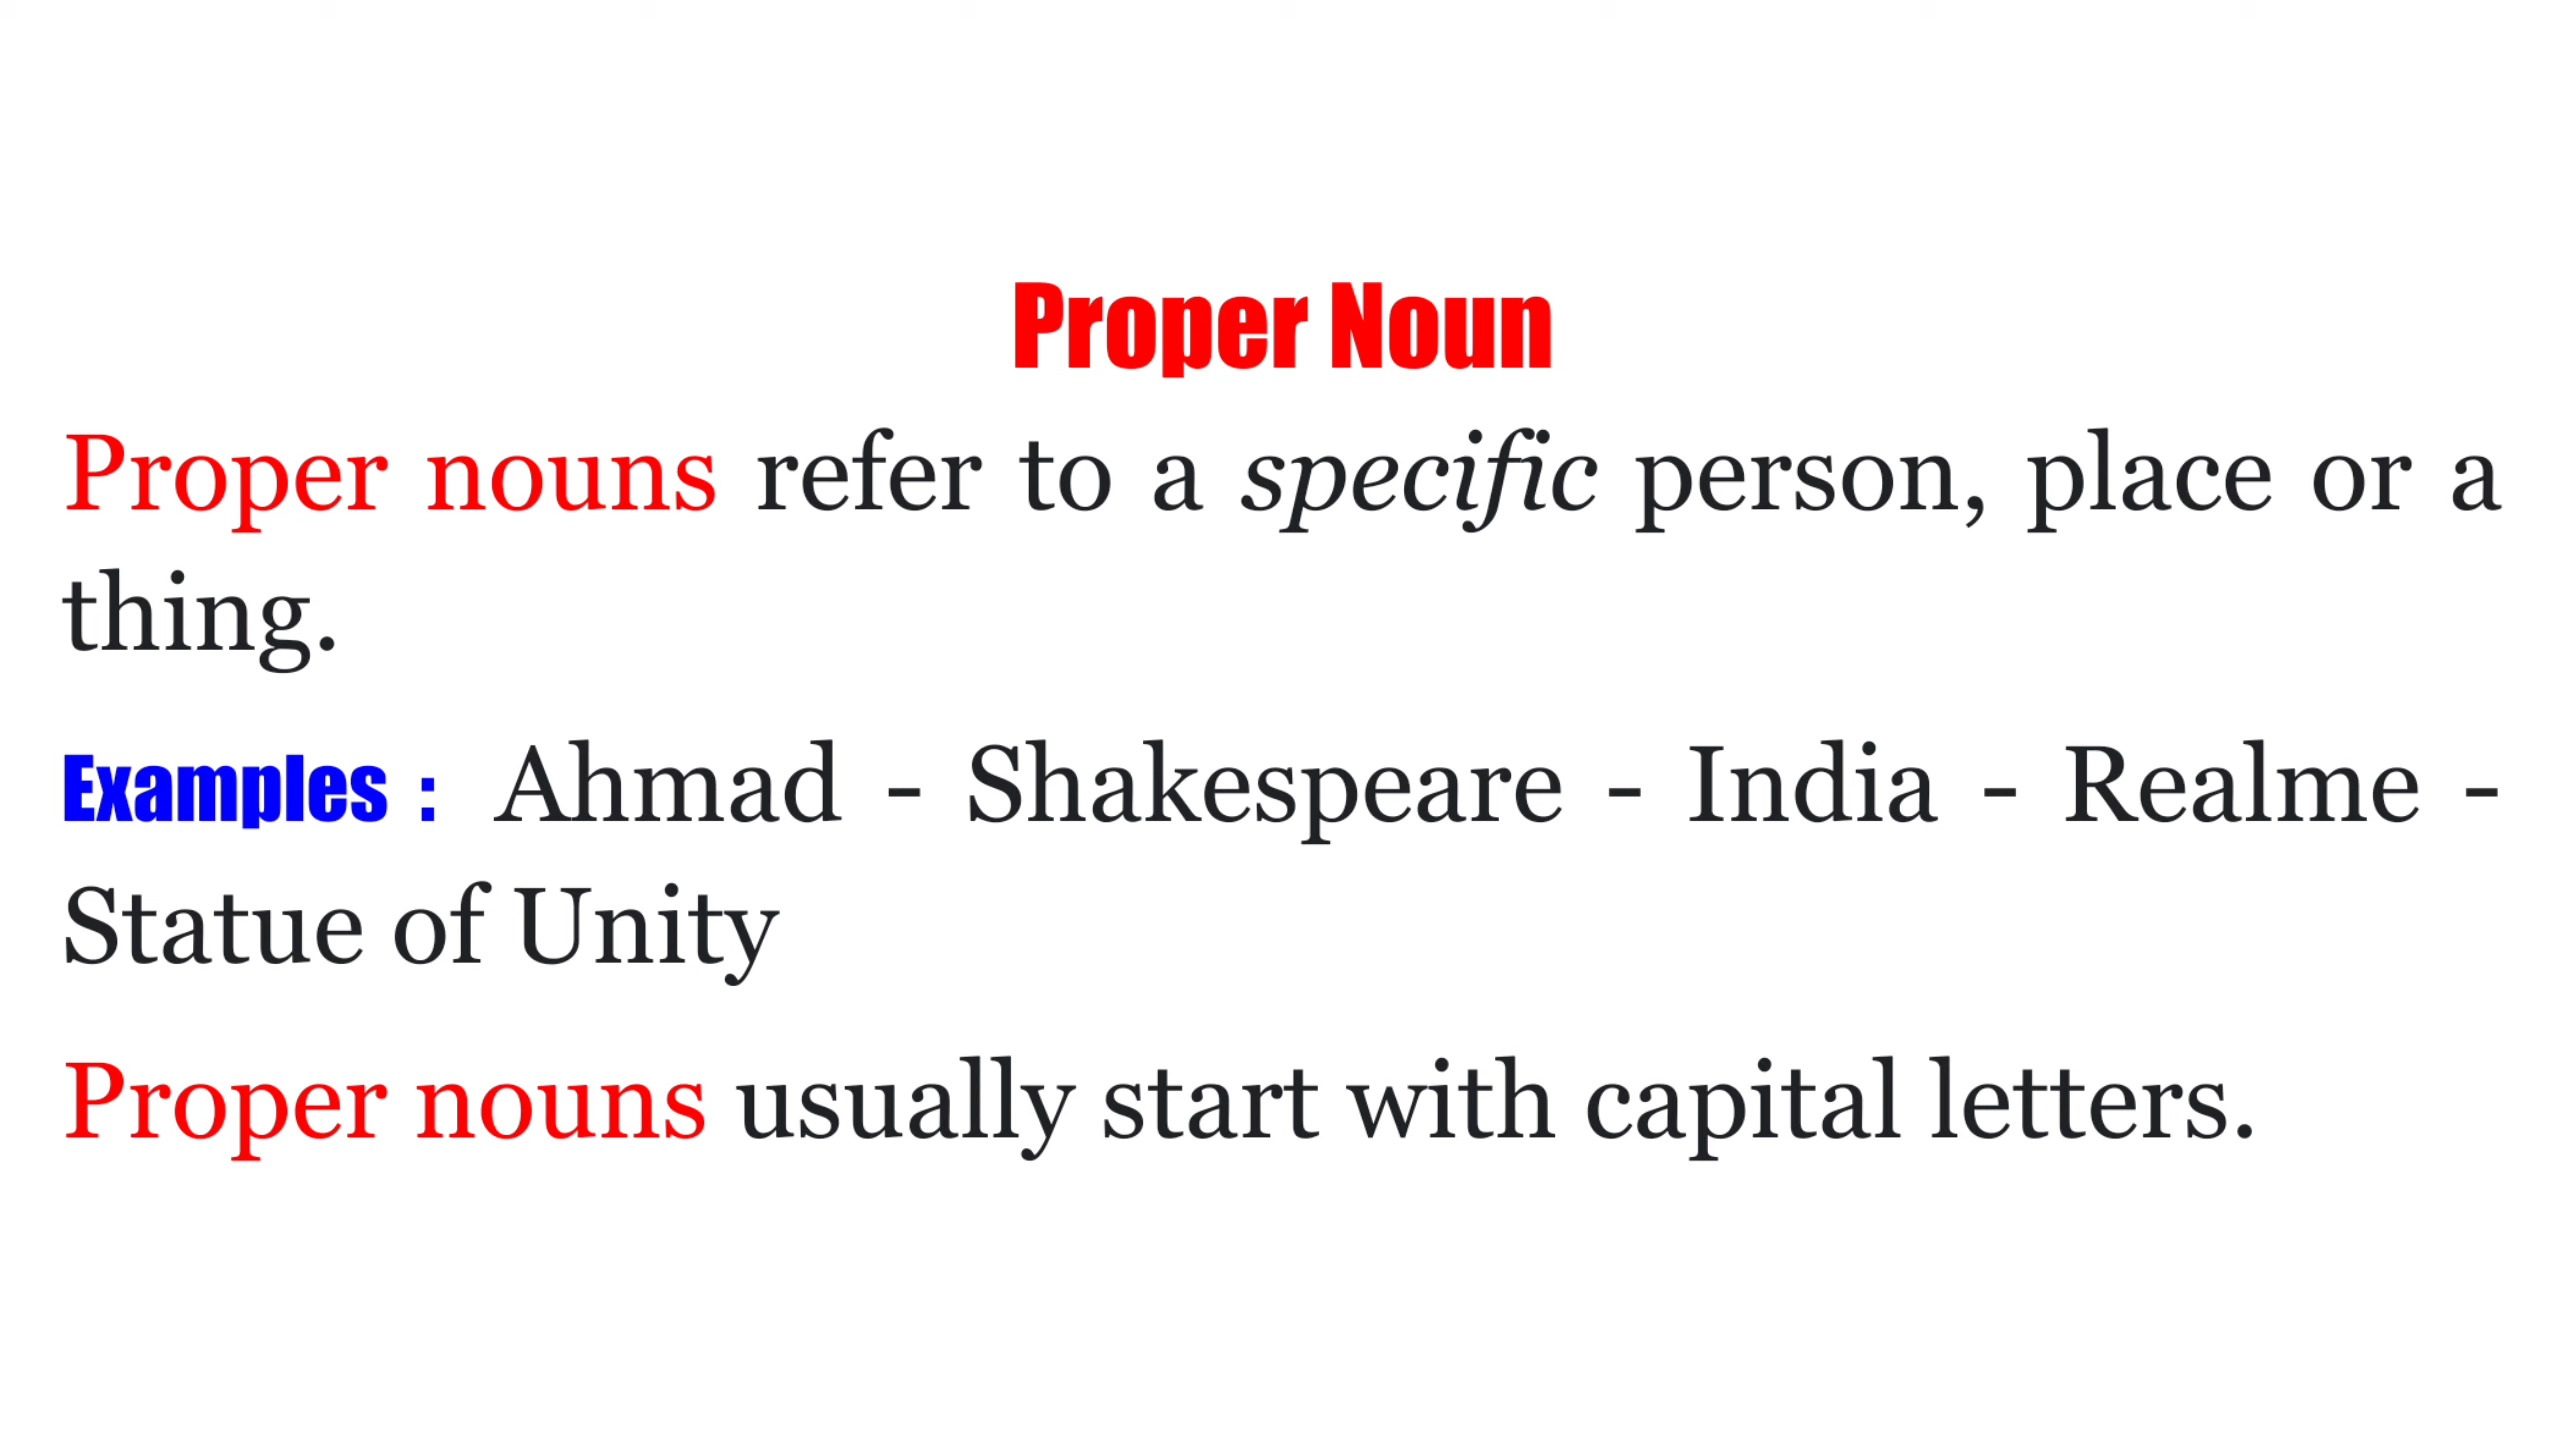 Proper Noun
Proper nouns refer to a specific person, place or a
thing.
Examples : Ahmad - Shakespeare - India - Realme -
Statue of Unity
Proper nouns usually start with capital letters.